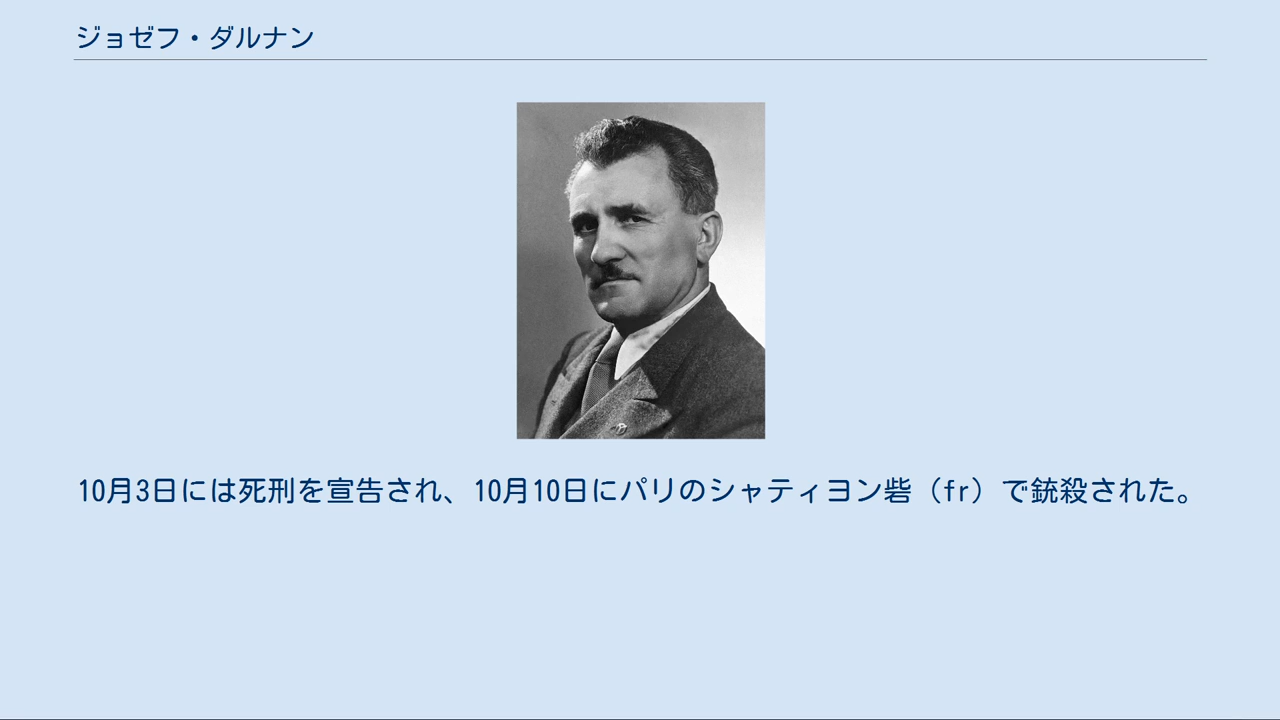 ジョゼフ・ダルナン
10月3日には死刑を宣告され、10月10日にパリのシャティヨン砦（fr）で銃殺された。